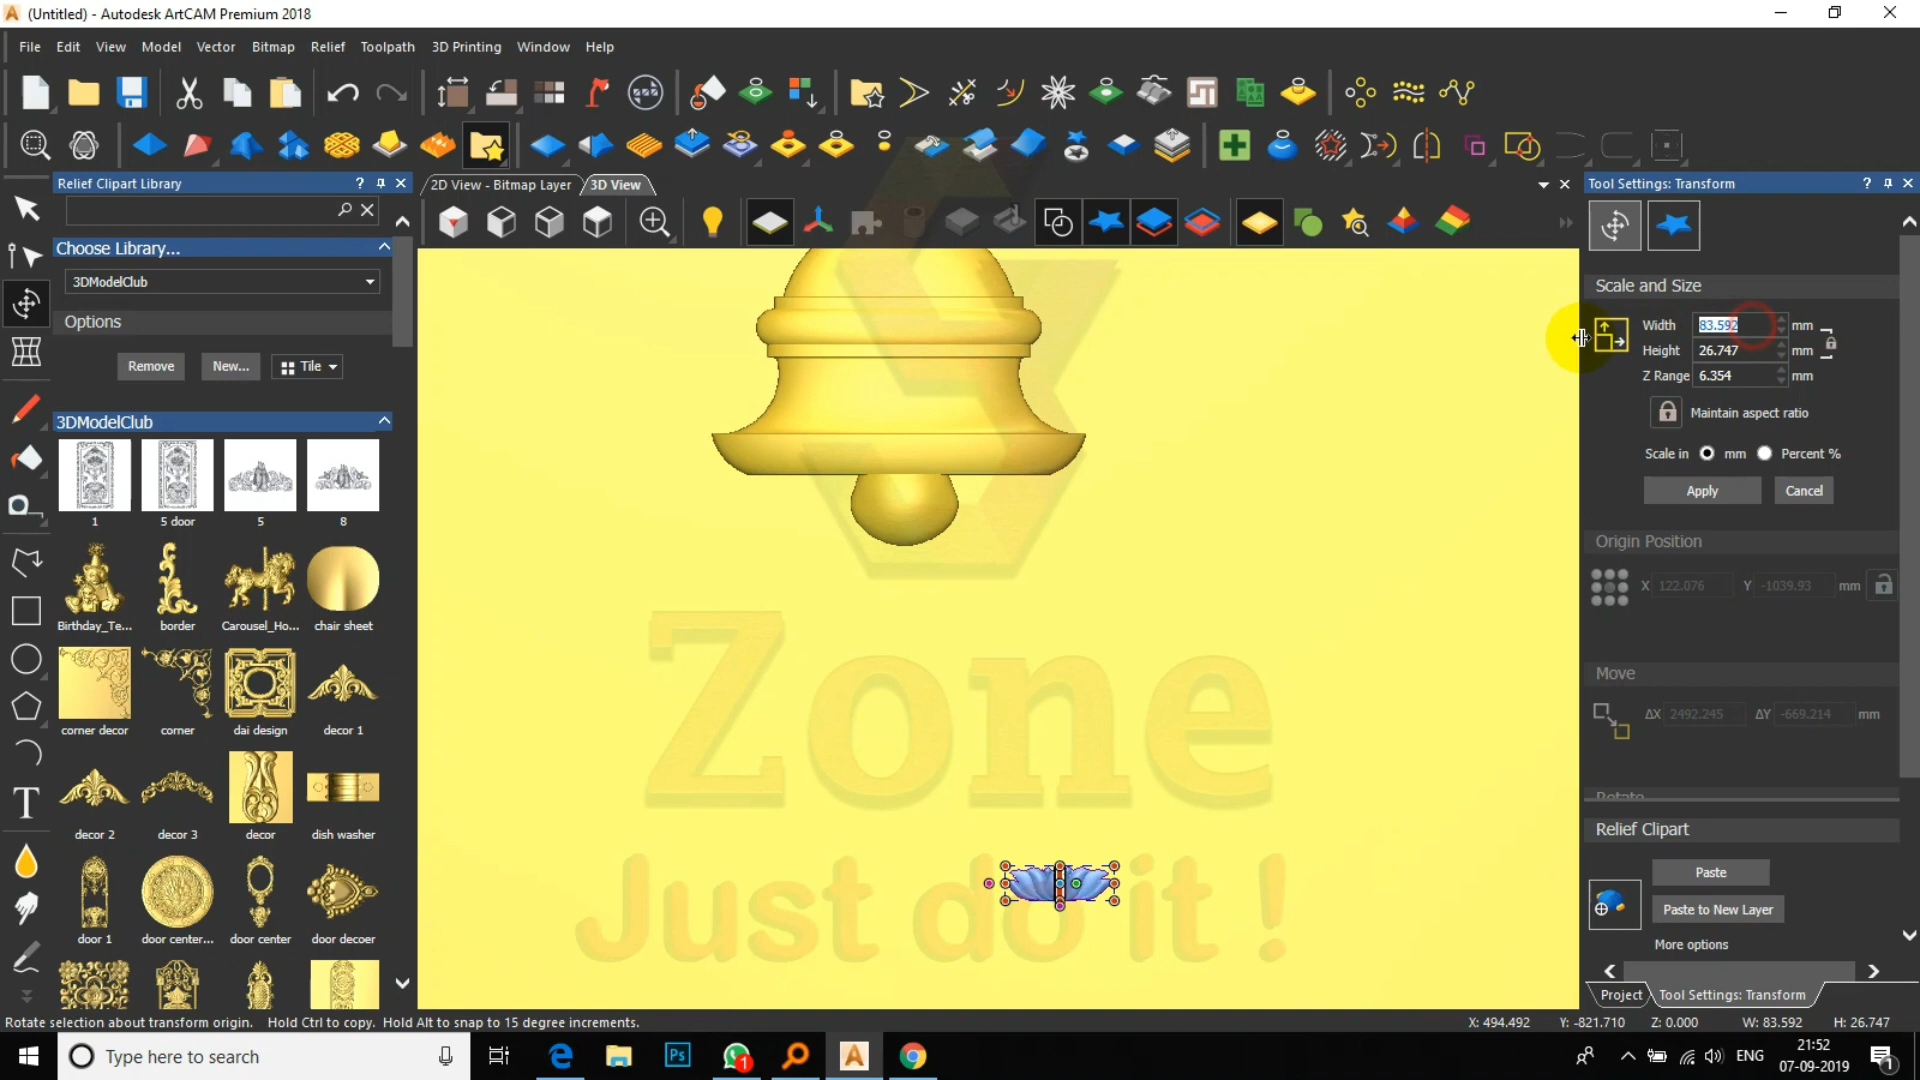 (Untitled) - Autodesk ArtCAM Premium 2018
File Edit View Model Vector Bitmap Relief Toolpath 3D Printing Window Help
Relief Clipart Library
Choose Library...
3DModelClub
Options
Remove New... Tile
3DModelClub
1 5 door 5 8
Birthday_Te... border Carousel_Ho... chair sheet
corner decor corner dai design decor 1
decor 2 decor 3 decor dish washer
door 1 door center... door center door decoer
2D View - Bitmap Layer 3D View
Zone
Just do it !
Tool Settings: Transform
Scale and Size
Width 83.592 mm
Height 26.747 mm
Z Range 6.354 mm
Maintain aspect ratio
Scale in mm Percent %
Apply Cancel
Origin Position
X 122.076 Y -1039.93 mm
Move
ΔX 2492.245 ΔY -669.214 mm
Rotate
Relief Clipart
Paste
Paste to New Layer
More options
Project Tool Settings: Transform
Rotate selection about transform origin. Hold Ctrl to copy. Hold Alt to snap to 15 degree increments.
X: 494.492 Y: -821.710 Z: 0.000 W: 83.592 H: 26.747
Type here to search
Ps
1
A
ENG
21:52
07-09-2019
1